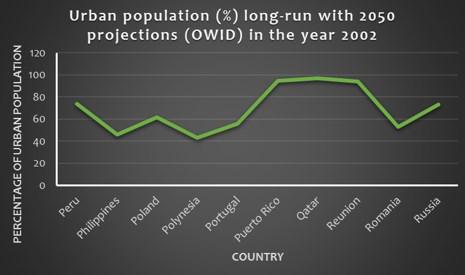 Urban population (%) long-run with 2050
projections (OWID) in the year 2002
PERCENTAGE OF URBAN POPULATION
120
100
80
60
40
20
0
Peru
Philippines
Poland
Polynesia
Portugal
Puerto Rico
Qatar
Reunion
Romania
Russia
COUNTRY